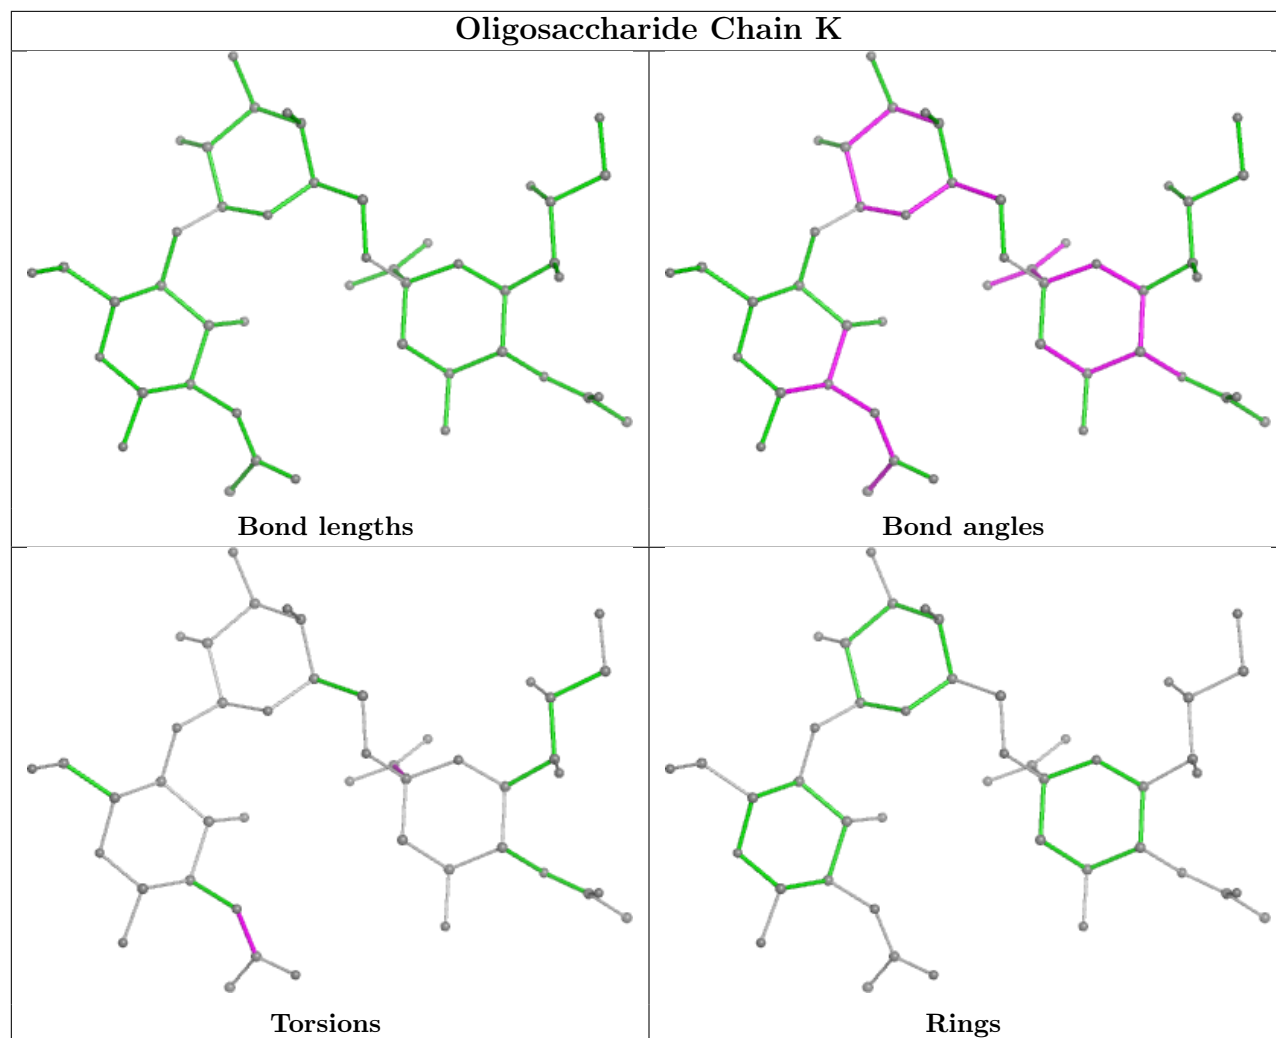 Oligosaccharide Chain K
Bond lengths
Bond angles
Torsions
Rings